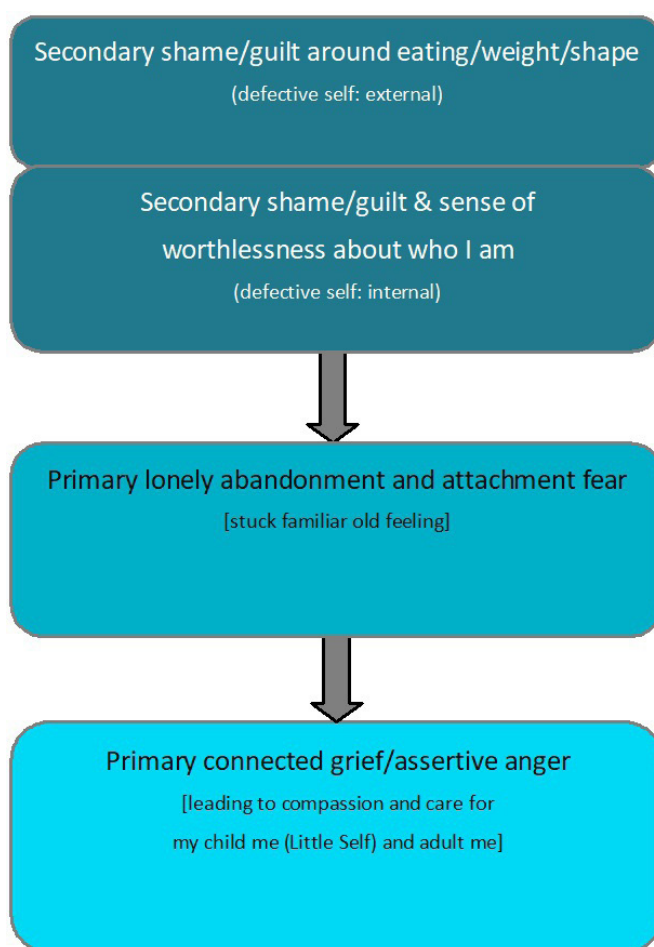 Secondary shame/guilt around eating/weight/shape
(defective self: external)
Secondary shame/guilt & sense of
worthlessness about who I am
(defective self: internal)
Primary lonely abandonment and attachment fear
[stuck familiar old feeling]
Primary connected grief/assertive anger
[leading to compassion and care for
my child me (Little Self) and adult me]